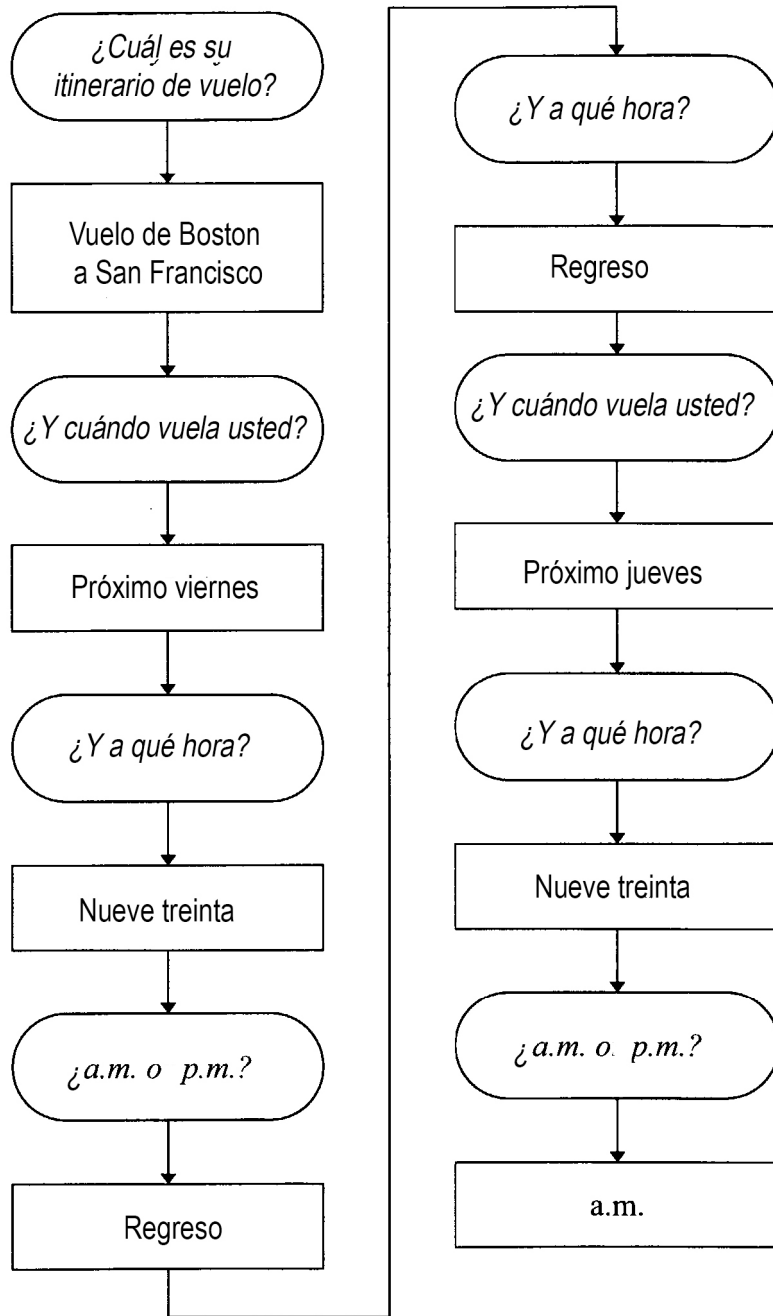 ¿Cuál es su
itinerario de vuelo?
Vuelo de Boston
a San Francisco
¿Y cuándo vuela usted?
Próximo viernes
¿Y a qué hora?
Nueve treinta
¿a.m. o p.m.?
Regreso
¿Y a qué hora?
Regreso
¿Y cuándo vuela usted?
Próximo jueves
¿Y a qué hora?
Nueve treinta
¿a.m. o. p.m.?
a.m.